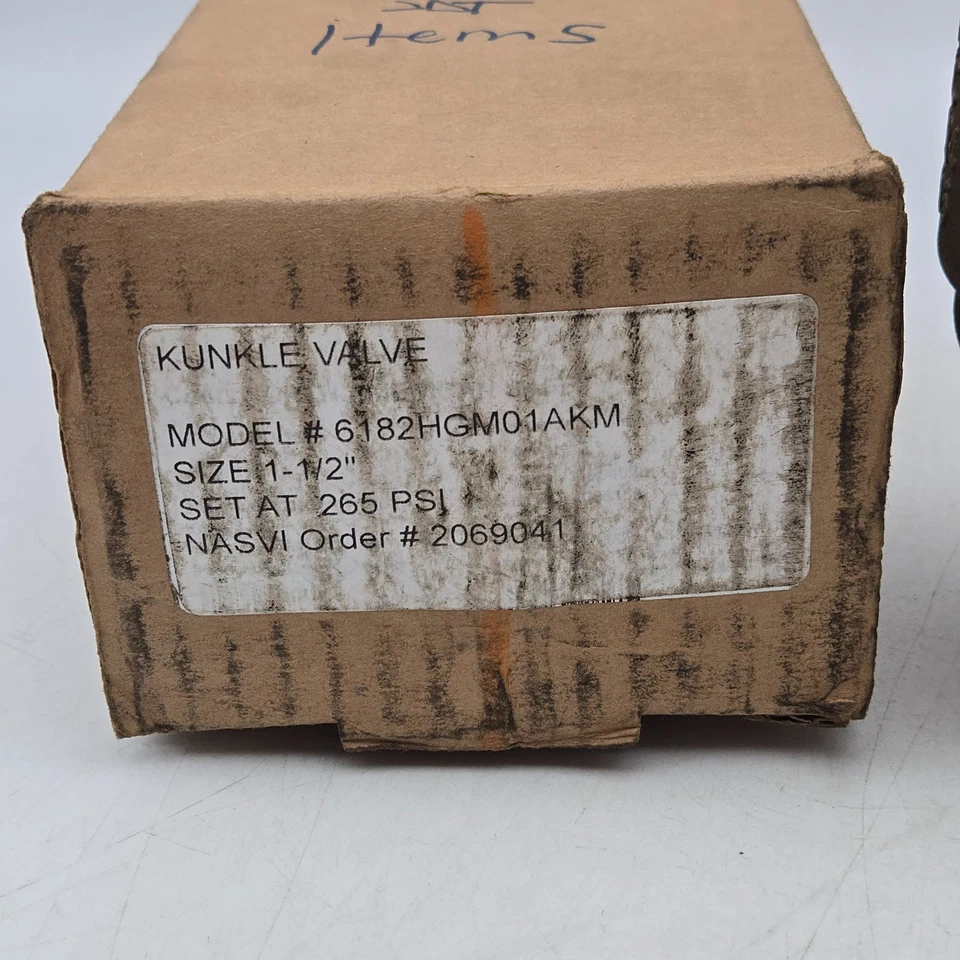 Items
KUNKLE VALVE
MODEL # 6182HGM01AKM
SIZE 1-1/2"
SET AT 265 PSI
NASVI Order # 2069041